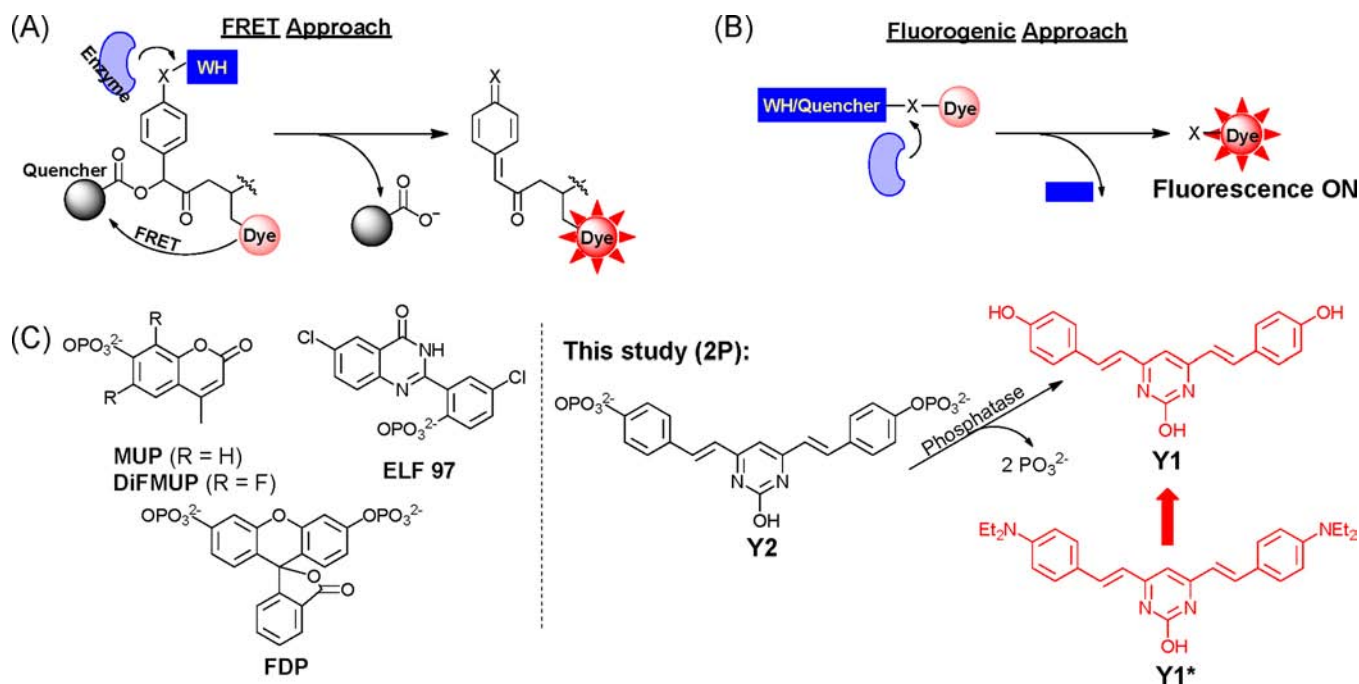 (A)
FRET Approach
Enzyme
X
WH
Quencher
O
O
O
FRET
Dye
O
O⁻
X
O
Dye
(B)
Fluorogenic Approach
WH/Quencher
X
Dye
X
Dye
Fluorescence ON
(C)
²⁻OPO₃
R
O
O
R
MUP (R = H)
DiFMUP (R = F)
Cl
O
NH
N
Cl
OPO₃²⁻
ELF 97
OPO₃²⁻
O
OPO₃²⁻
O
O
FDP
This study (2P):
OPO₃²⁻
OPO₃²⁻
N
N
OH
Y2
Phosphatase
2 PO₃²⁻
HO
OH
N
N
OH
Y1
Et₂N
NEt₂
N
N
OH
Y1*